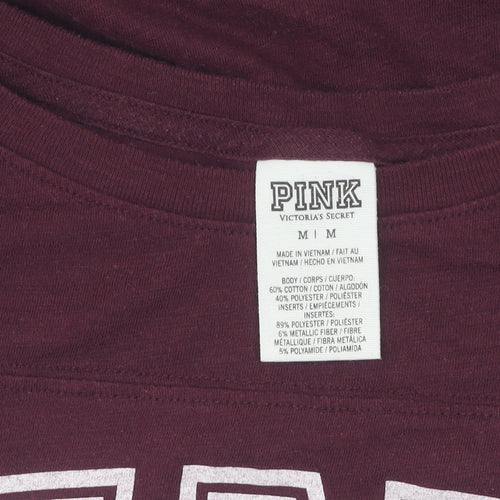 PINK
VICTORIA'S SECRET
M | M
MADE IN VIETNAM / FAIT AU
VIETNAM / HECHO EN VIETNAM
BODY / CORPS / CUERPO:
60% COTTON / COTON / ALGODÓN
40% POLYESTER / POLIÉSTER
INSERTS / EMPIÈCEMENTS /
INSERTES:
89% POLYESTER / POLIÉSTER
6% METALLIC FIBER / FIBRE
MÉTALLIQUE / FIBRA METÁLICA
5% POLYAMIDE / POLIAMIDA